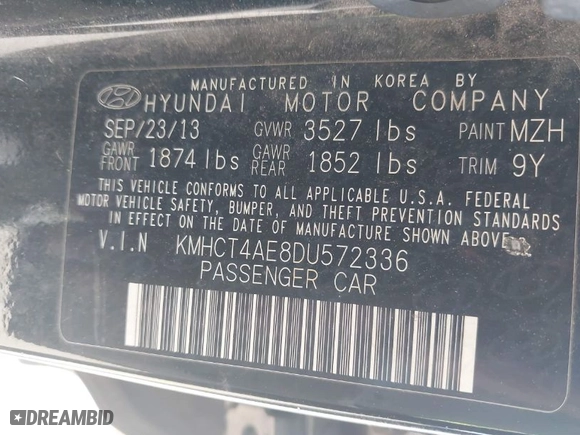 MANUFACTURED IN KOREA BY
HYUNDAI MOTOR COMPANY
SEP/23/13 GVWR 3527 lbs PAINT MZH
GAWR FRONT 1874 lbs GAWR REAR 1852 lbs TRIM 9Y
THIS VEHICLE CONFORMS TO ALL APPLICABLE U.S.A. FEDERAL
MOTOR VEHICLE SAFETY, BUMPER, AND THEFT PREVENTION STANDARDS
IN EFFECT ON THE DATE OF MANUFACTURE SHOWN ABOVE.
V.I.N KMHCT4AE8DU572336
PASSENGER CAR
DREAMBID